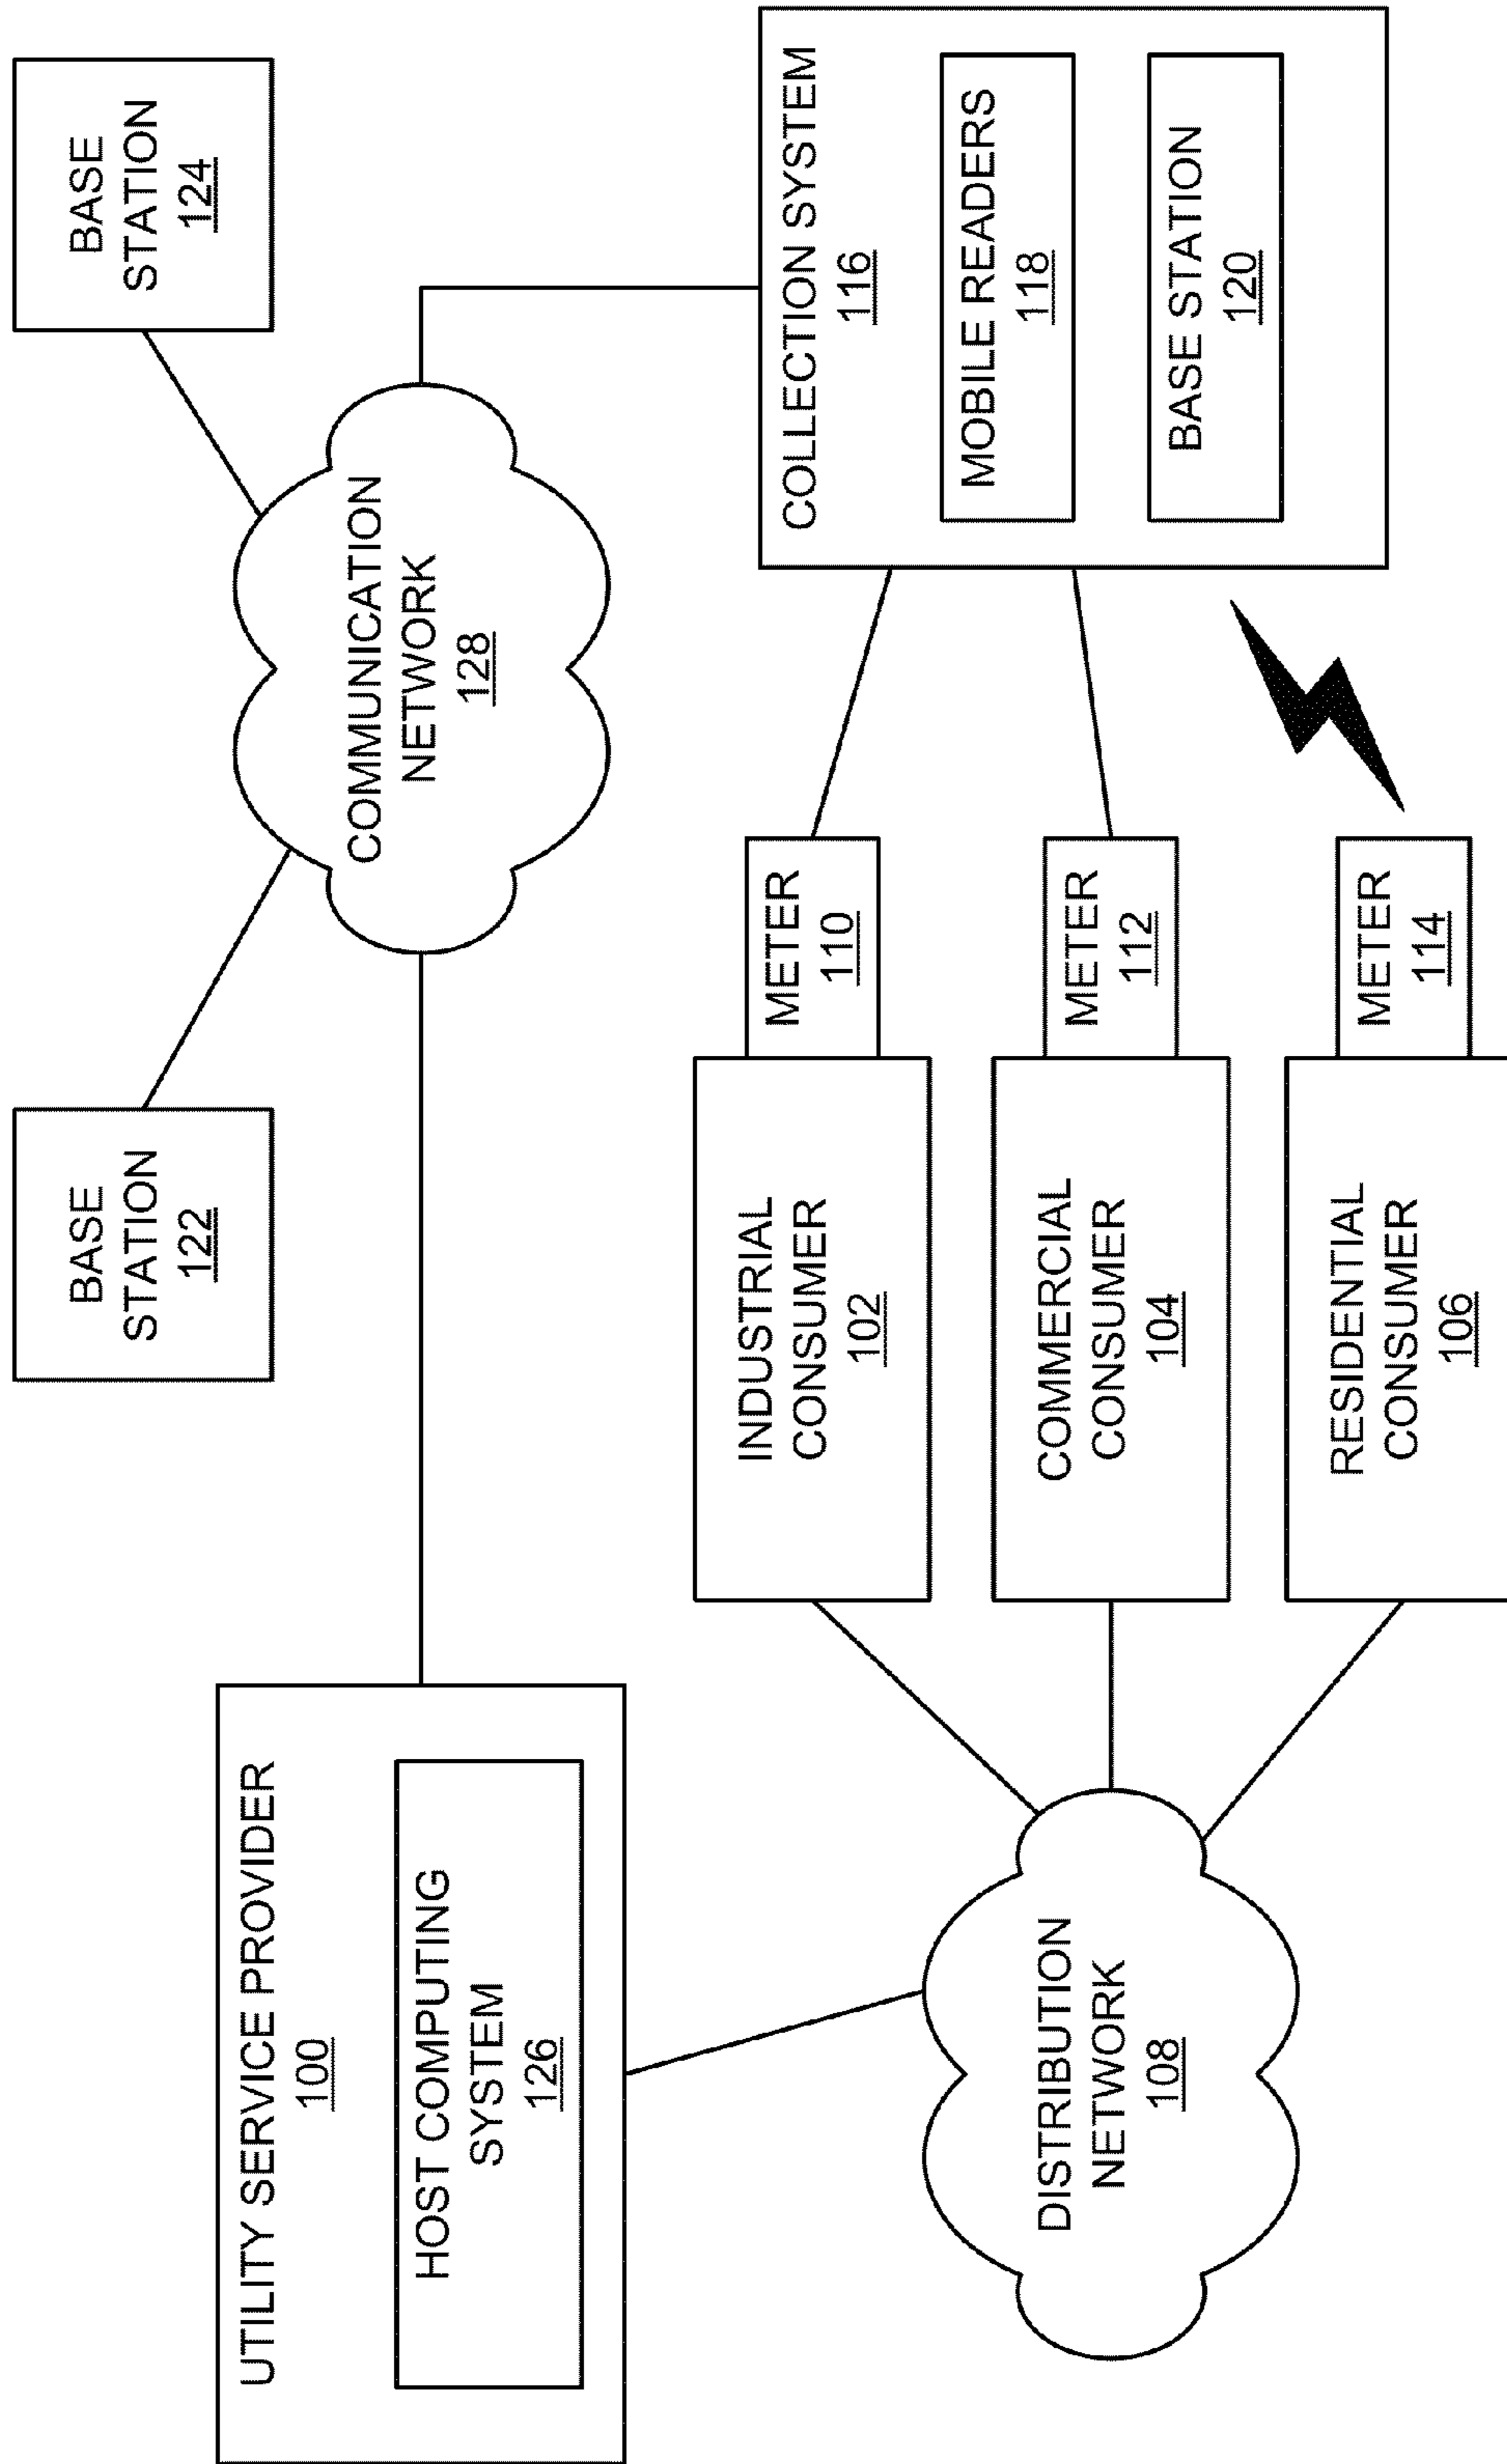 UTILITY SERVICE PROVIDER
100
HOST COMPUTING
SYSTEM
126
BASE
STATION
122
BASE
STATION
124
COMMUNICATION
NETWORK
128
DISTRIBUTION
NETWORK
108
INDUSTRIAL
CONSUMER
102
METER
110
COMMERCIAL
CONSUMER
104
METER
112
RESIDENTIAL
CONSUMER
106
METER
114
COLLECTION SYSTEM
116
MOBILE READERS
118
BASE STATION
120